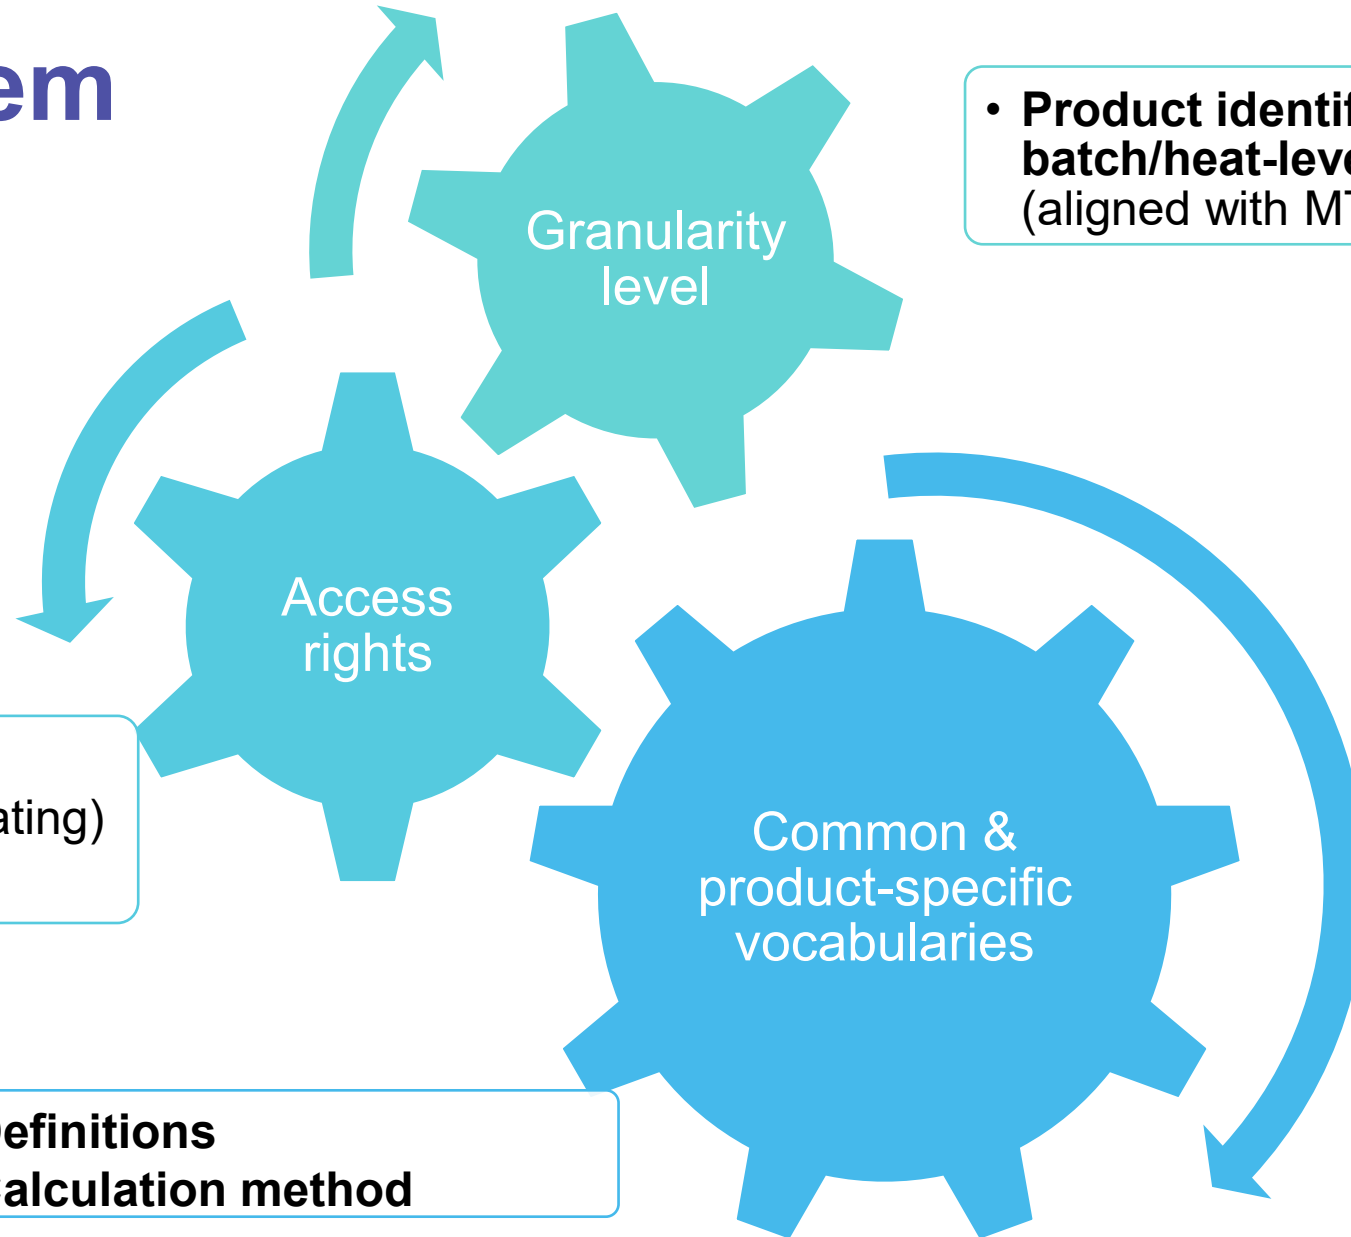 em
• Product identif
batch/heat-leve
(aligned with MT
Granularity
level
Access
rights
ating)
Common &
product-specific
vocabularies
efinitions
alculation method